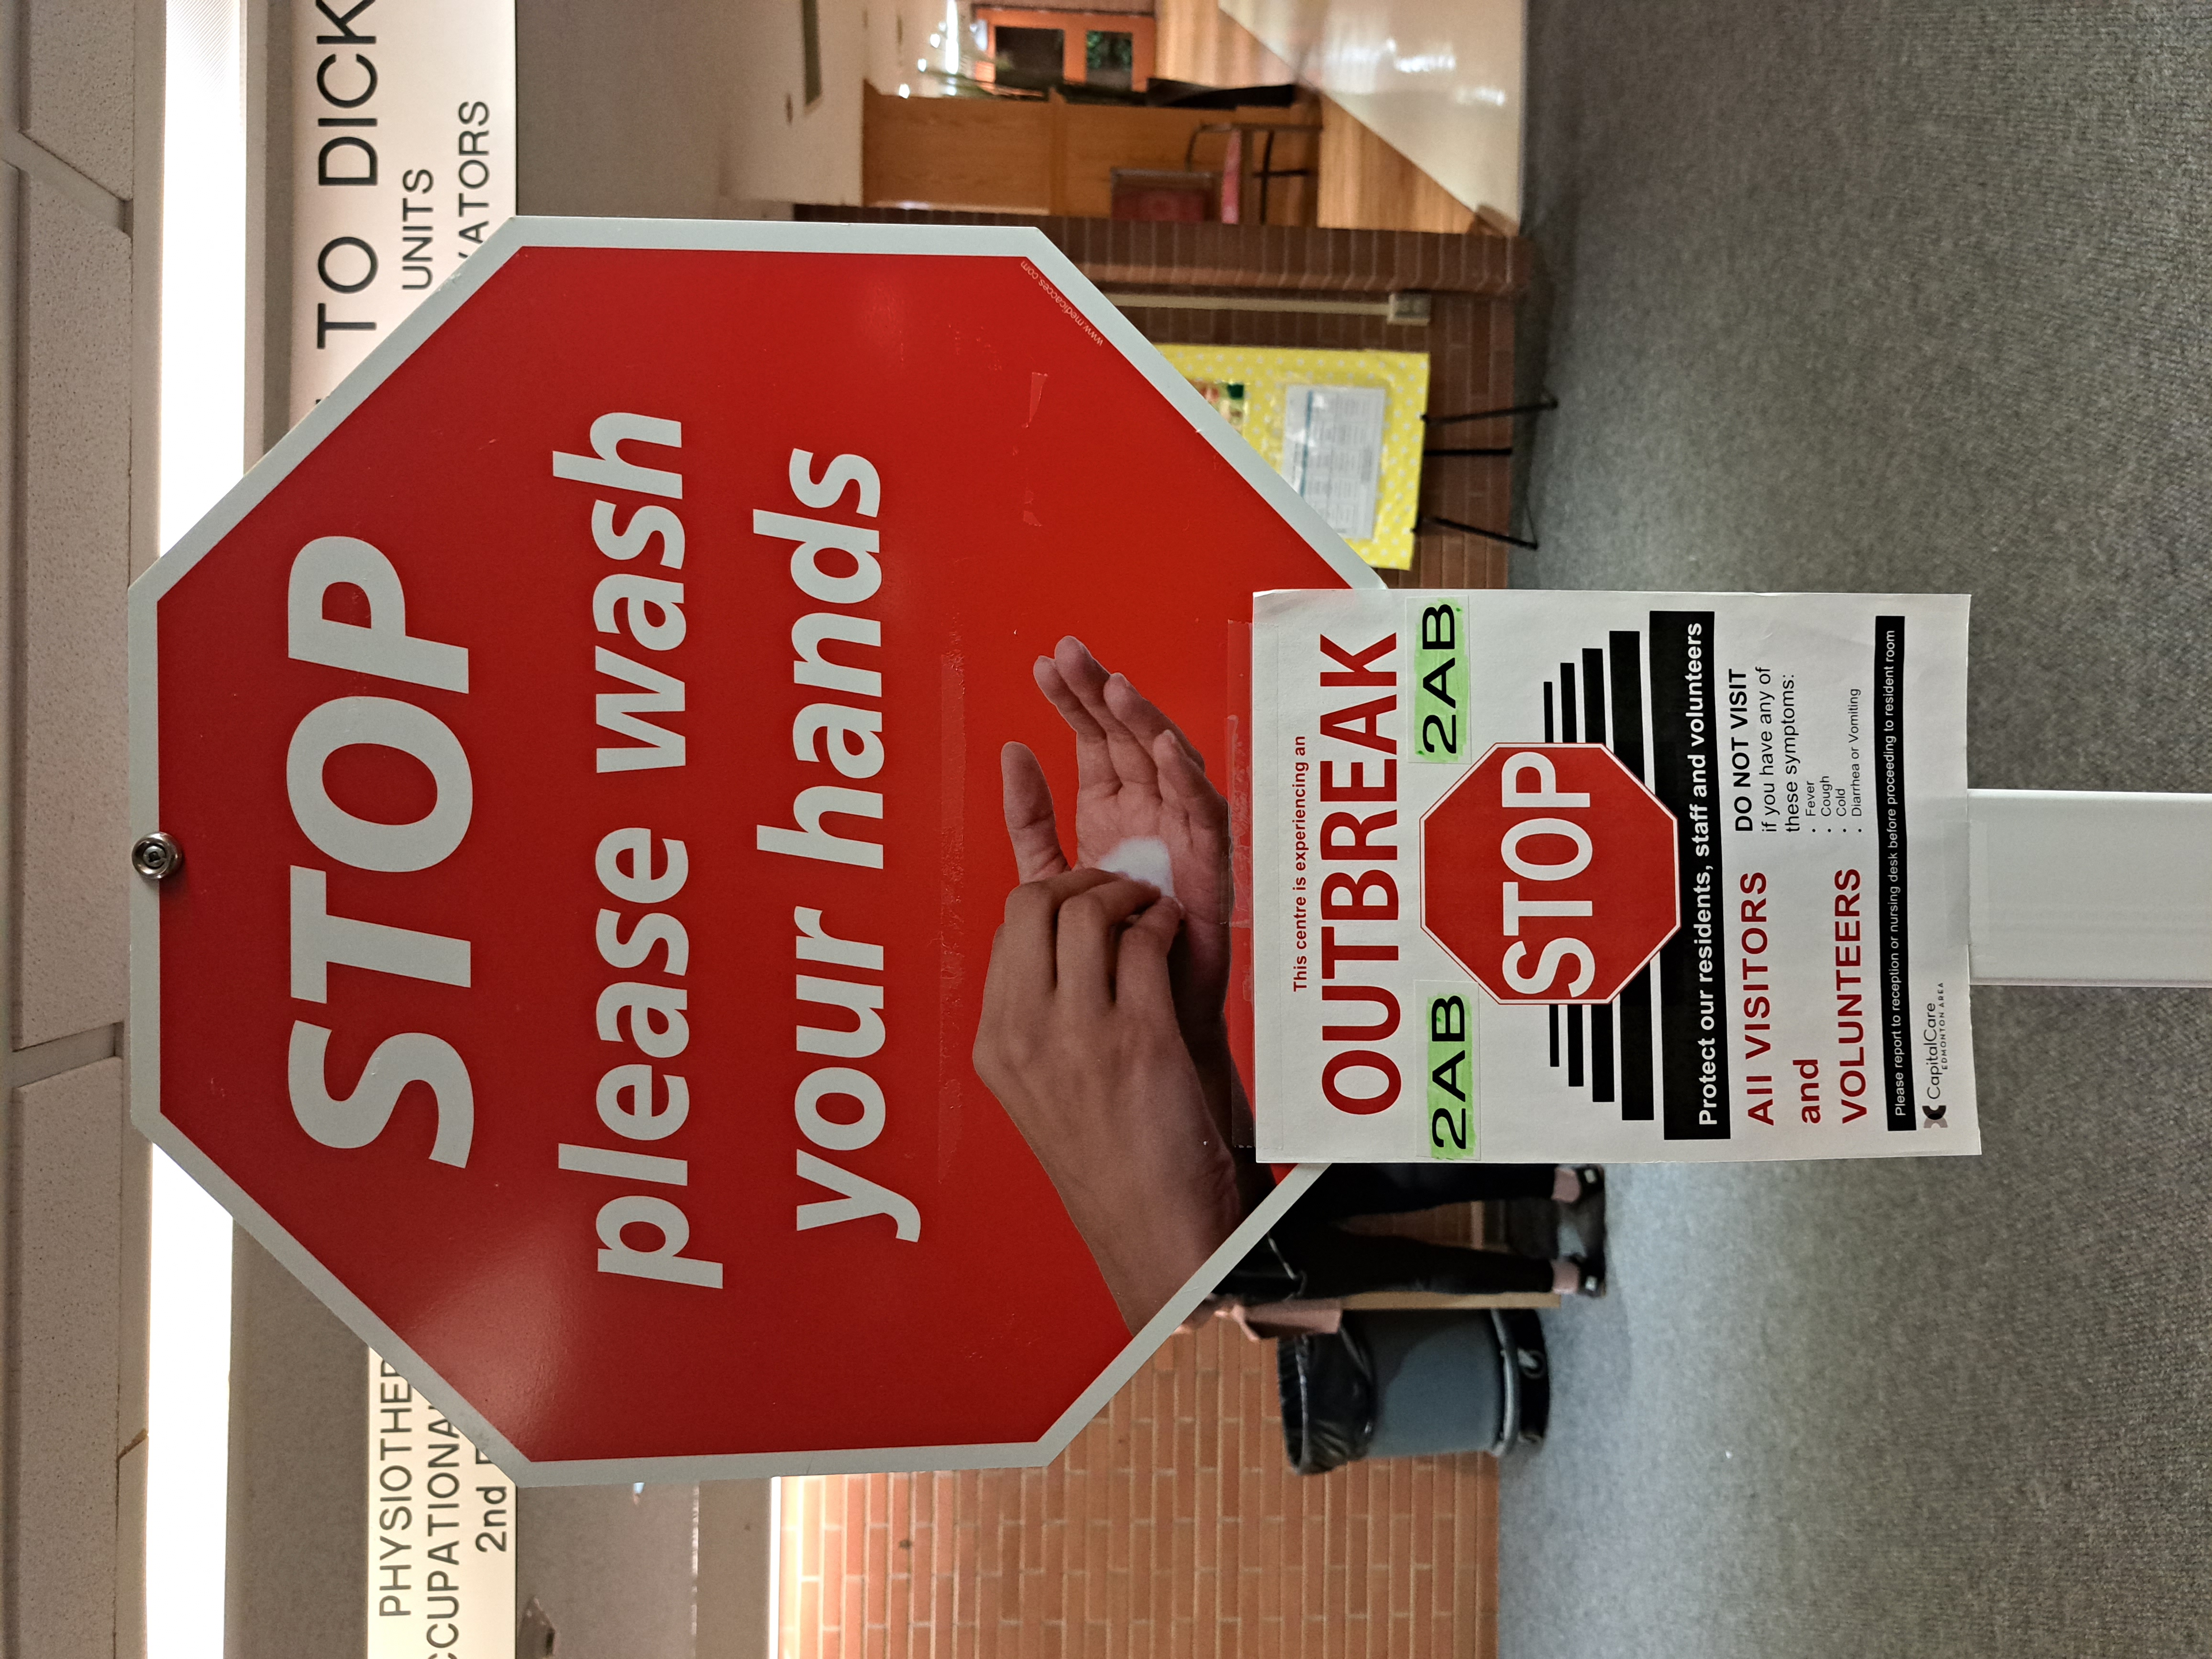 TO DICK
UNITS
VATORS
PHYSIOTHER
CCUPATIONA
2nd
STOP
please wash
your hands
www.medicacces.com
This centre is experiencing an
OUTBREAK
2AB 2AB
STOP
Protect our residents, staff and volunteers
All VISITORS
and
VOLUNTEERS
DO NOT VISIT
if you have any of
these symptoms:
· Fever
· Cough
· Cold
· Diarrhea or Vomiting
Please report to reception or nursing desk before proceeding to resident room
CapitalCare
EDMONTON AREA